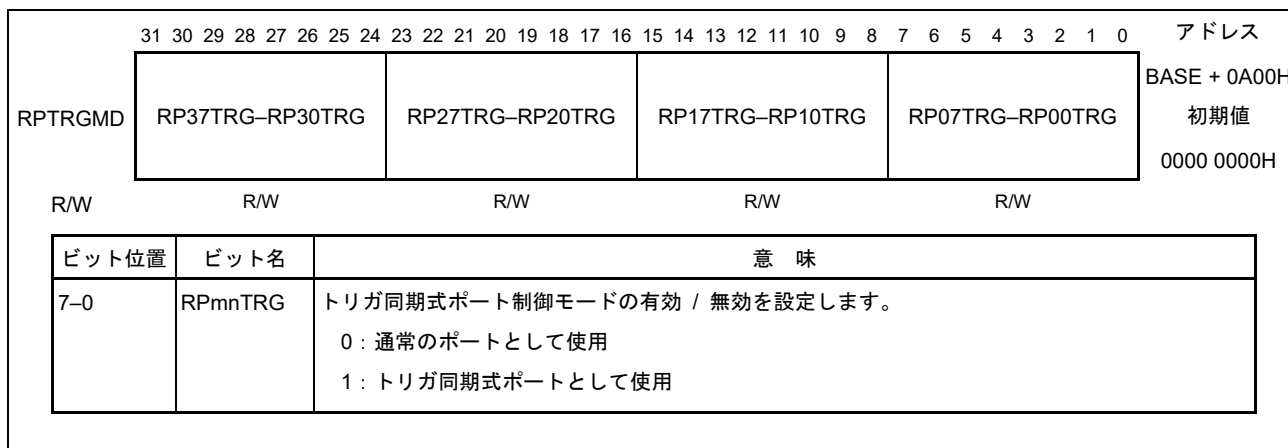 31 30 29 28 27 26 25 24 23 22 21 20 19 18 17 16 15 14 13 12 11 10 9 8 7 6 5 4 3 2 1 0 アドレス
RPTRGMD RP37TRG–RP30TRG RP27TRG–RP20TRG RP17TRG–RP10TRG RP07TRG–RP00TRG BASE + 0A00H
初期値
0000 0000H
R/W R/W R/W R/W R/W
ビット位置 ビット名 意 味
7–0 RPmnTRG トリガ同期式ポート制御モードの有効 / 無効を設定します。
0：通常のポートとして使用
1：トリガ同期式ポートとして使用